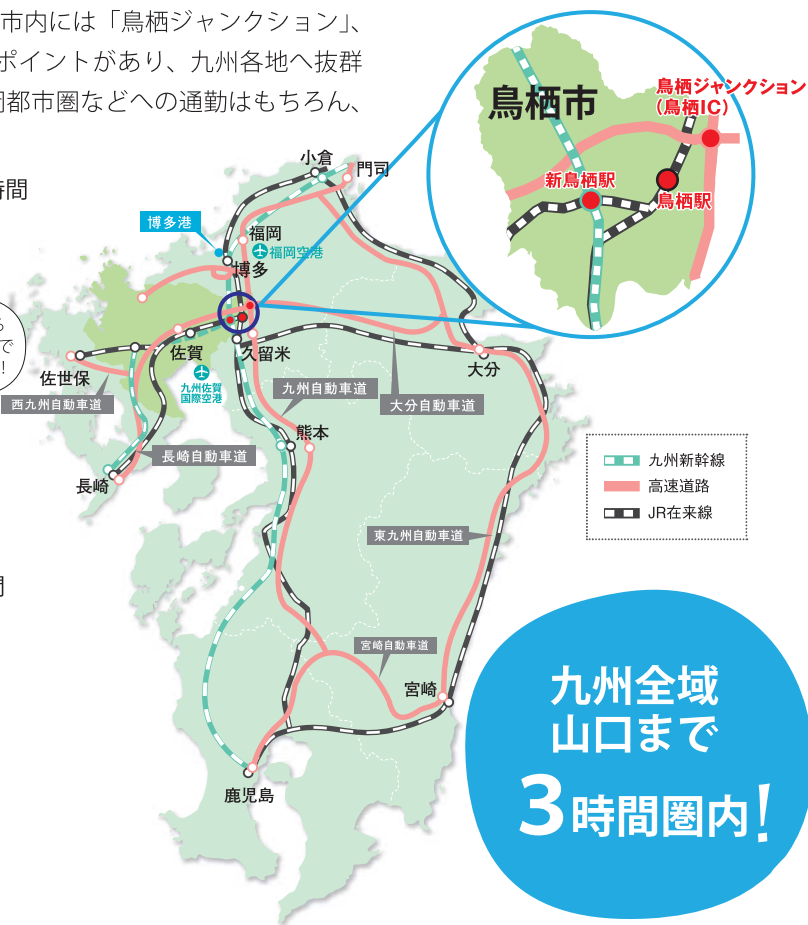 市内には「鳥栖ジャンクション」、
ポイントがあり、九州各地へ抜群
都市圏などへの通勤はもちろん、
時間
鳥栖市
鳥栖ジャンクション
(鳥栖IC)
新鳥栖駅
鳥栖駅
小倉
門司
博多港
福岡
福岡空港
博多
で
!
佐世保
佐賀
久留米
大分
九州佐賀
国際空港
西九州自動車道
九州自動車道
大分自動車道
熊本
長崎自動車道
長崎
九州新幹線
高速道路
JR在来線
東九州自動車道
宮崎自動車道
宮崎
鹿児島
九州全域
山口まで
3時間圏内!